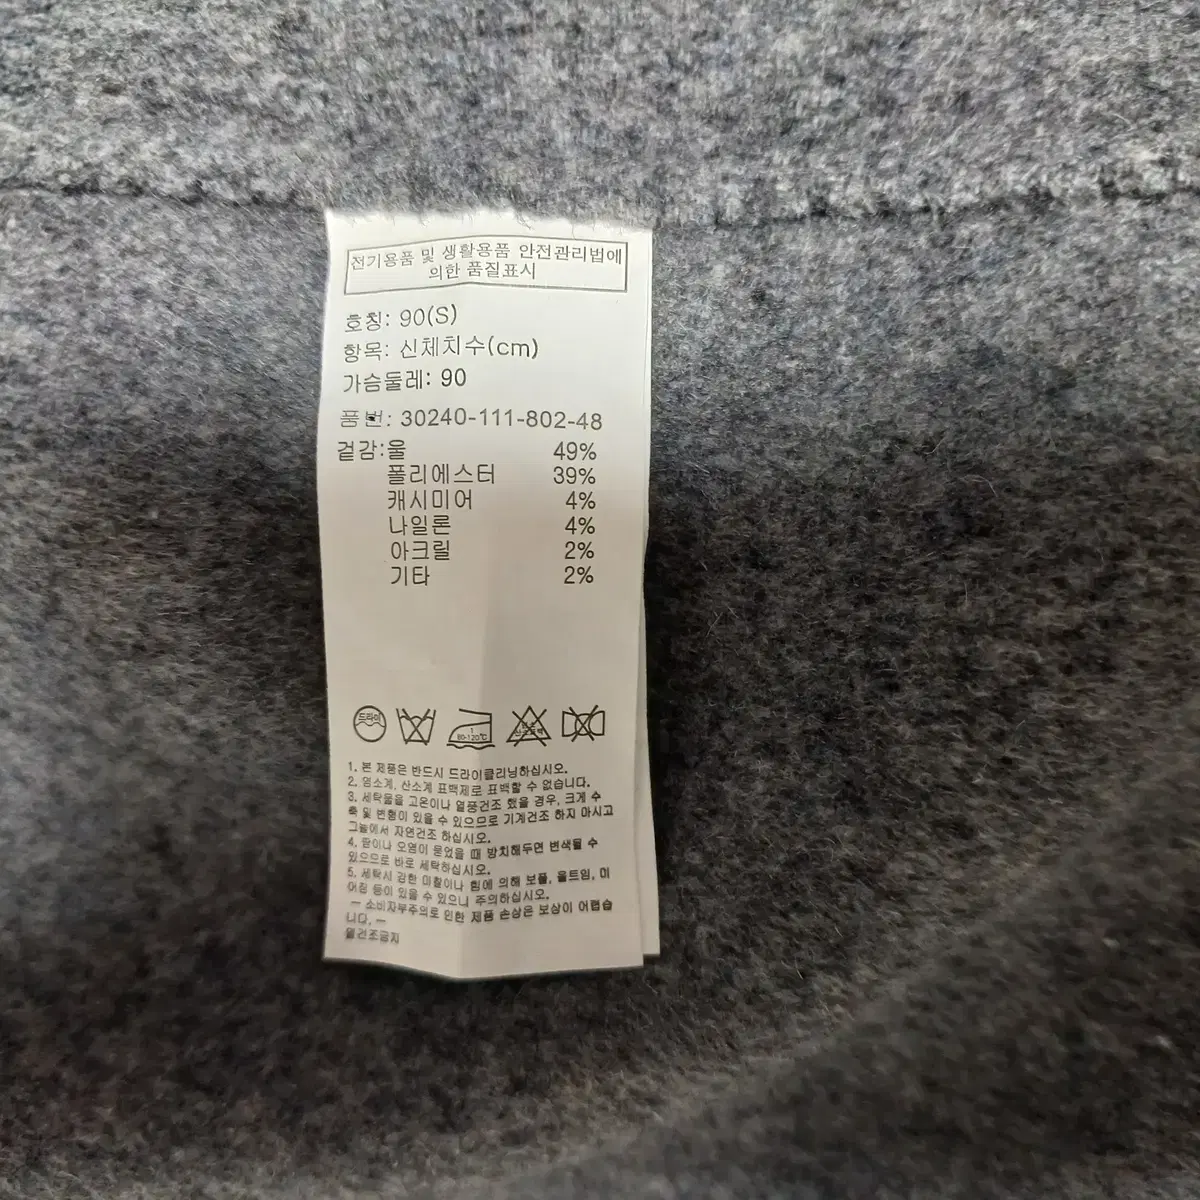 전기용품 및 생활용품 안전관리법에
의한 품질표시
호칭: 90(S)
항목: 신체치수(cm)
가슴둘레: 90
품번: 30240-111-802-48
겉감:울 49%
폴리에스터 39%
캐시미어 4%
나일론 4%
아크릴 2%
기타 2%
드라이
1
80-120℃
1. 본 제품은 반드시 드라이클리닝하십시오.
2. 염소계, 산소계 표백제로 표백할 수 없습니다.
3. 세탁물을 고온이나 열풍건조 했을 경우, 크게 수
축 및 변형이 있을 수 있으므로 기계건조 하지 마시고
그늘에서 자연건조 하십시오.
4. 땀이나 오염이 묻었을 때 방치해두면 변색될 수
있으므로 바로 세탁하십시오.
5. 세탁시 강한 마찰이나 힘에 의해 보풀, 올트임, 미
어짐 등이 있을 수 있으니 주의하십시오.
- 소비자부주의로 인한 제품 손상은 보상이 어렵습
니다. -
열건조금지